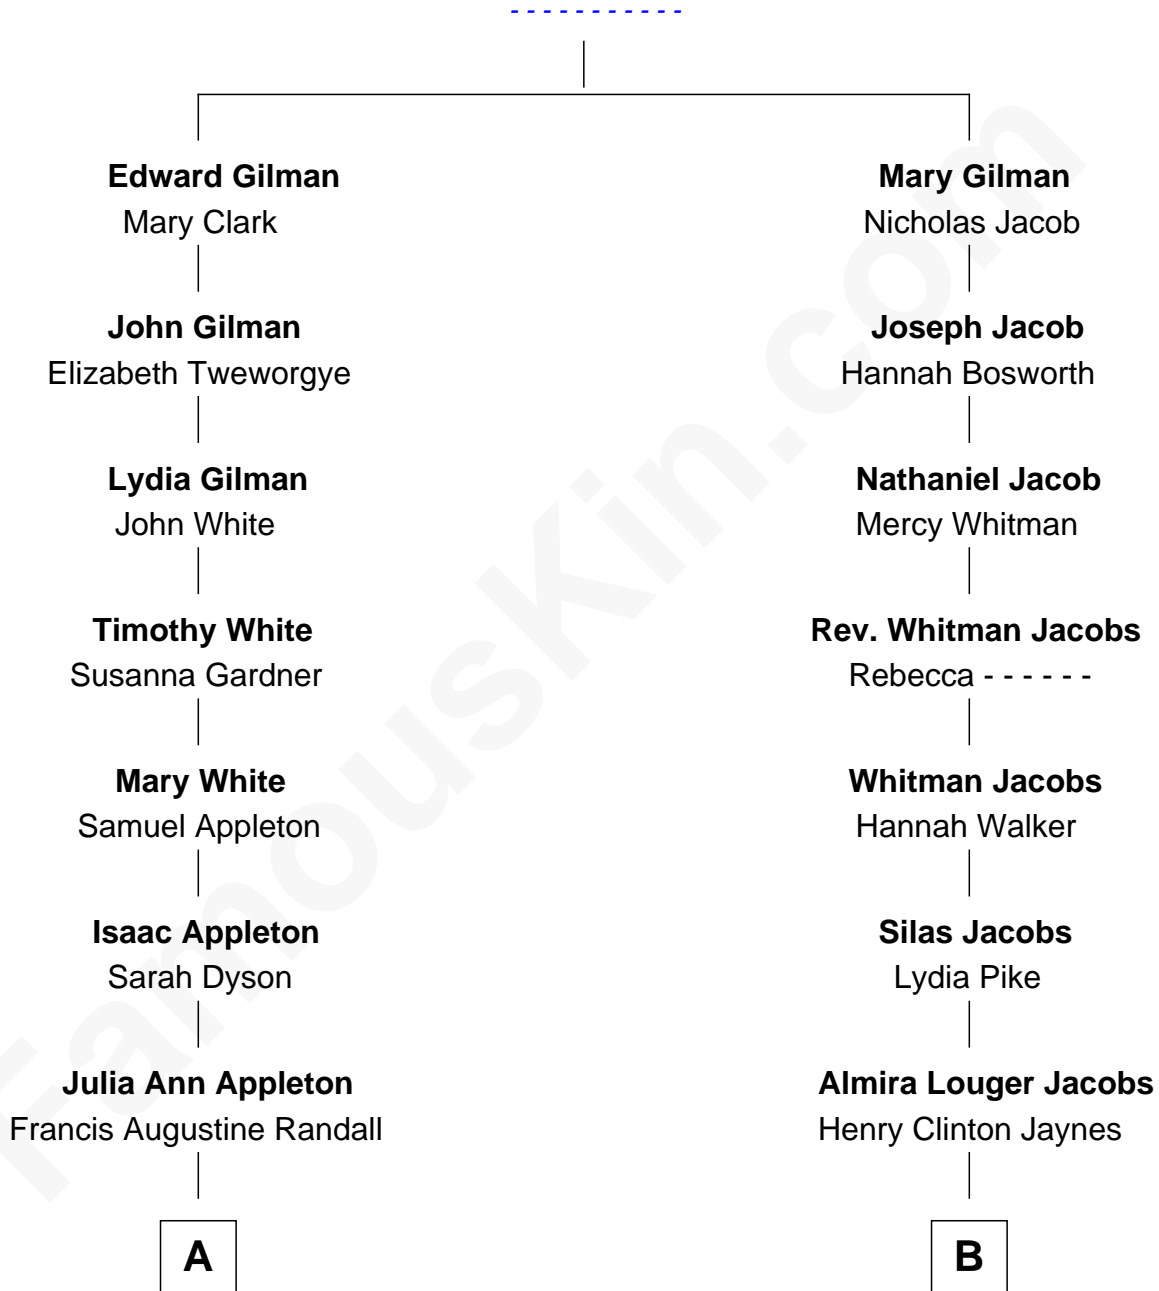 - - - - - - - - - - -
Edward Gilman
Mary Clark
Mary Gilman
Nicholas Jacob
John Gilman
Elizabeth Tweworgye
Joseph Jacob
Hannah Bosworth
Lydia Gilman
John White
Nathaniel Jacob
Mercy Whitman
Timothy White
Susanna Gardner
Rev. Whitman Jacobs
Rebecca - - - - - -
Mary White
Samuel Appleton
Whitman Jacobs
Hannah Walker
Isaac Appleton
Sarah Dyson
Silas Jacobs
Lydia Pike
Julia Ann Appleton
Francis Augustine Randall
Almira Louger Jacobs
Henry Clinton Jaynes
A
B
FamousKin.com